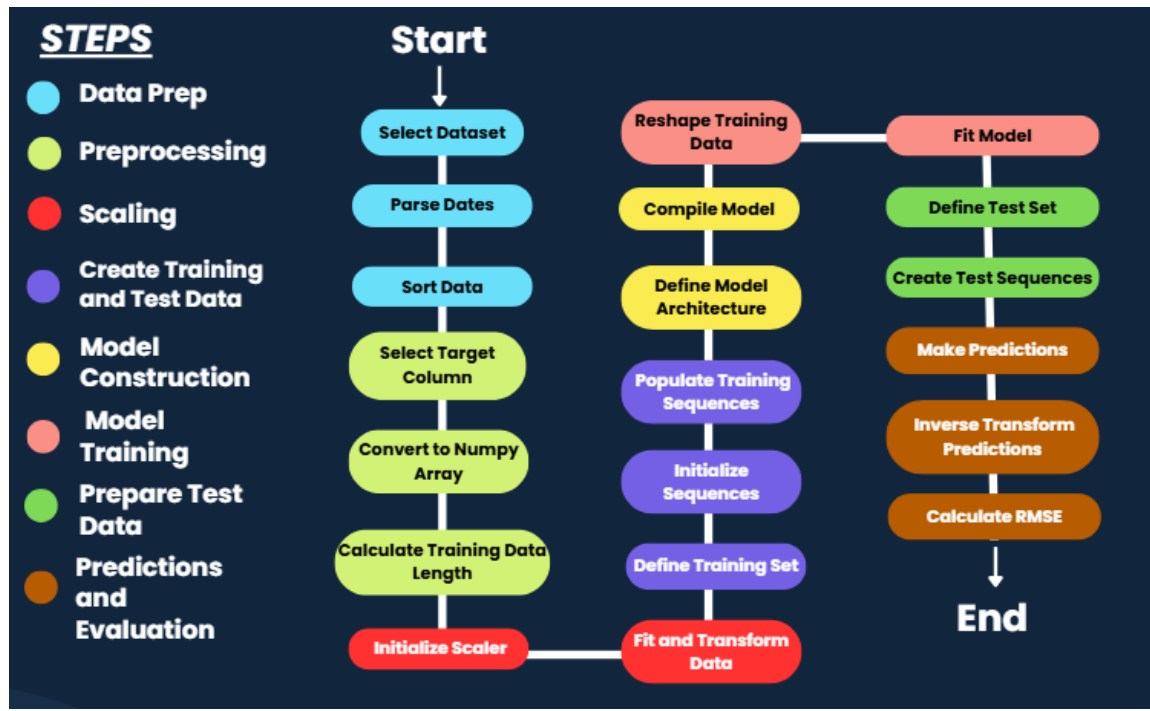 STEPS
Data Prep
Preprocessing
Scaling
Create Training
and Test Data
Model
Construction
Model
Training
Prepare Test
Data
Predictions
and
Evaluation
Start
Select Dataset
Parse Dates
Sort Data
Select Target
Column
Convert to Numpy
Array
Calculate Training Data
Length
Initialize Scaler
Fit and Transform
Data
Define Training Set
Initialize
Sequences
Populate Training
Sequences
Define Model
Architecture
Compile Model
Reshape Training
Data
Fit Model
Define Test Set
Create Test Sequences
Make Predictions
Inverse Transform
Predictions
Calculate RMSE
End